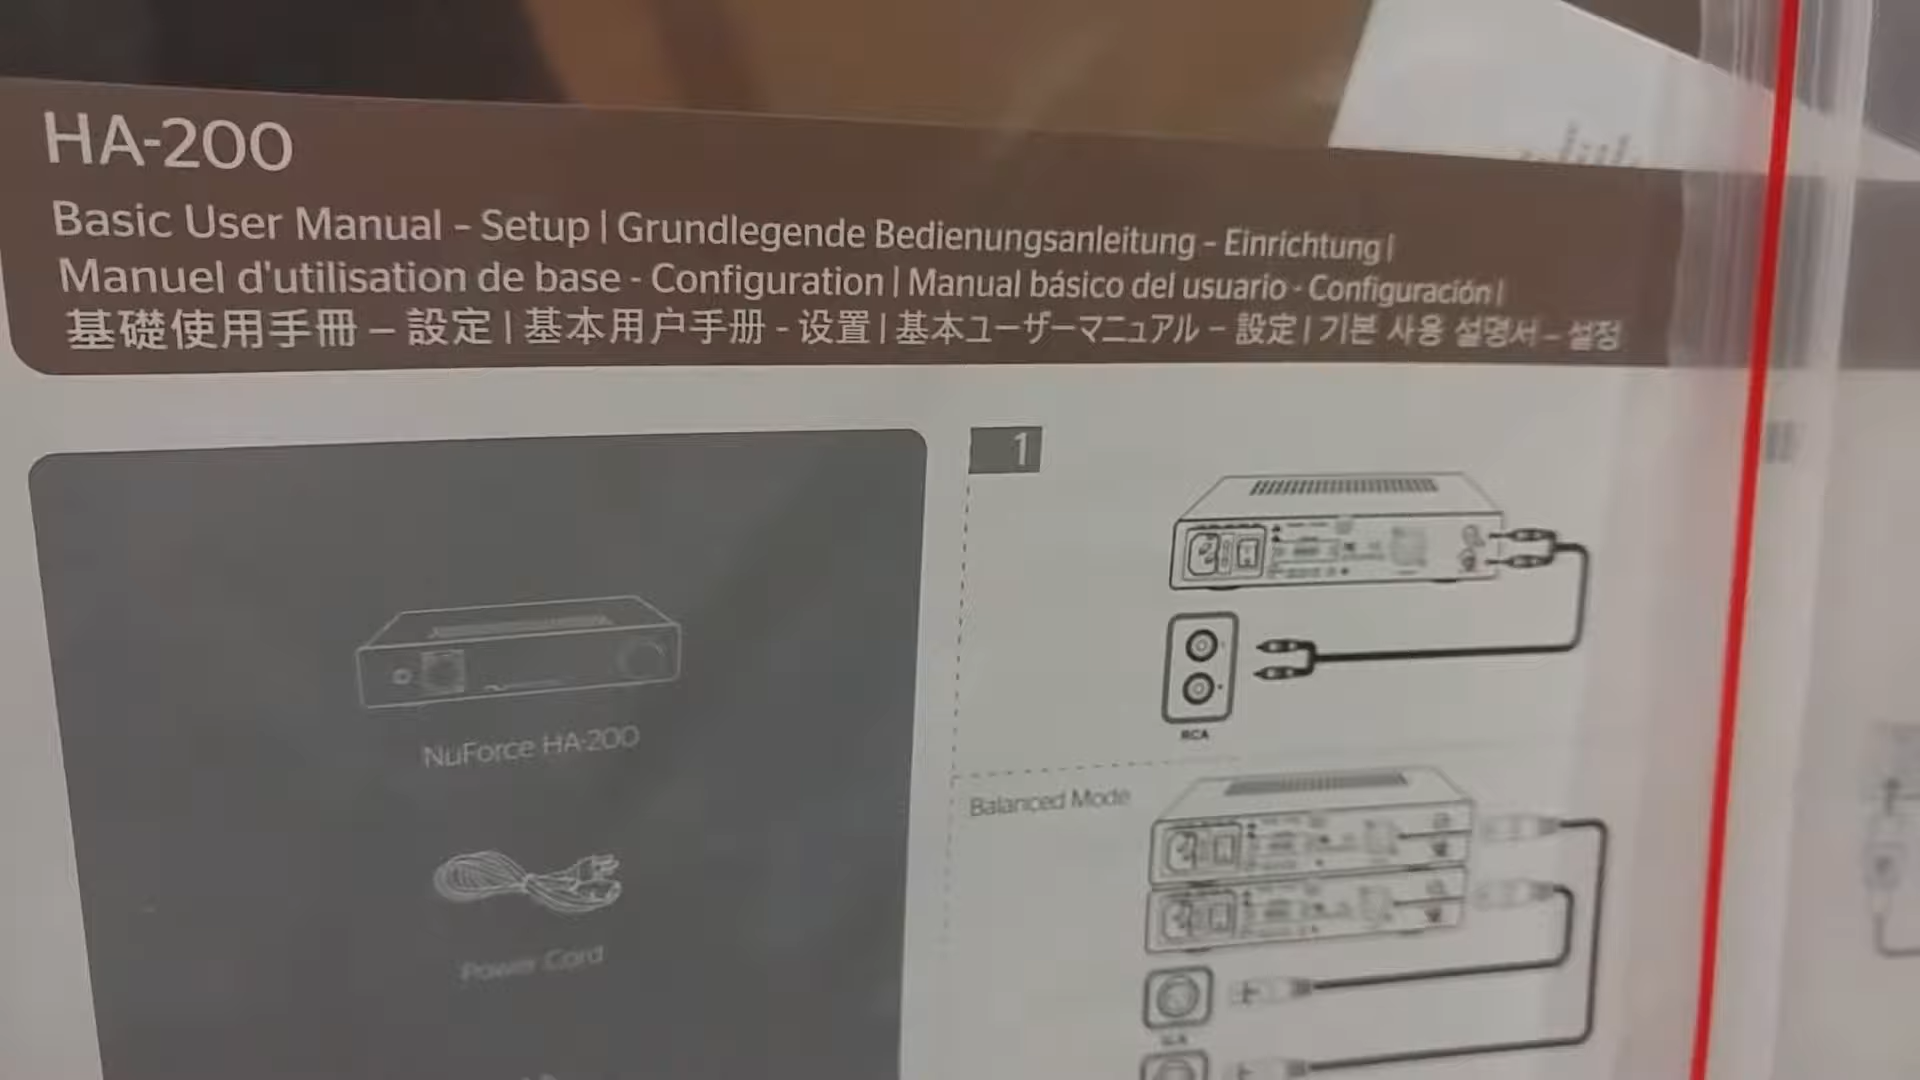 HA-200
Basic User Manual – Setup | Grundlegende Bedienungsanleitung – Einrichtung |
Manuel d'utilisation de base - Configuration | Manual básico del usuario - Configuración |
基礎使用手冊 – 設定 | 基本用户手册 - 设置 | 基本ユーザーマニュアル – 設定 | 기본 사용 설명서 – 설정
1
NuForce HA-200
RCA
Balanced Mode
Power Cord